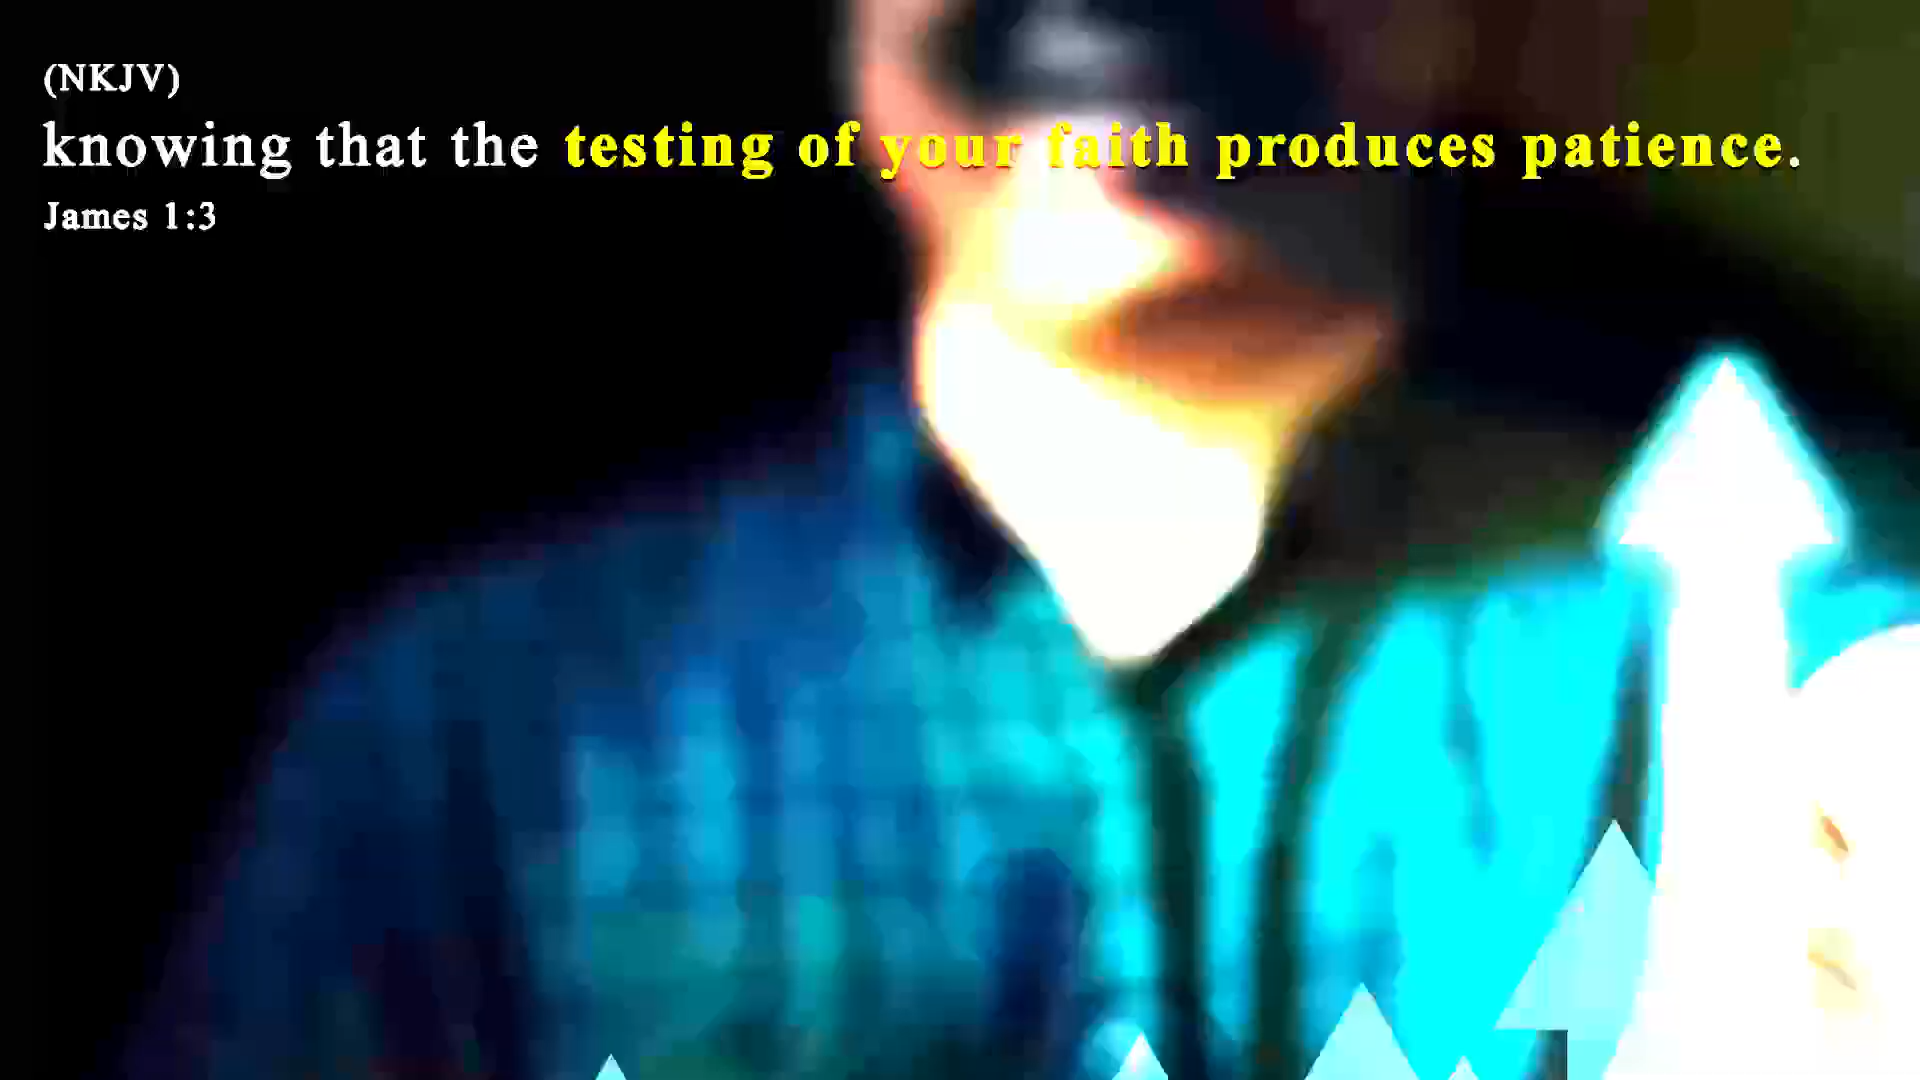 (NKJV)
knowing that the testing of your faith produces patience.
James 1:3